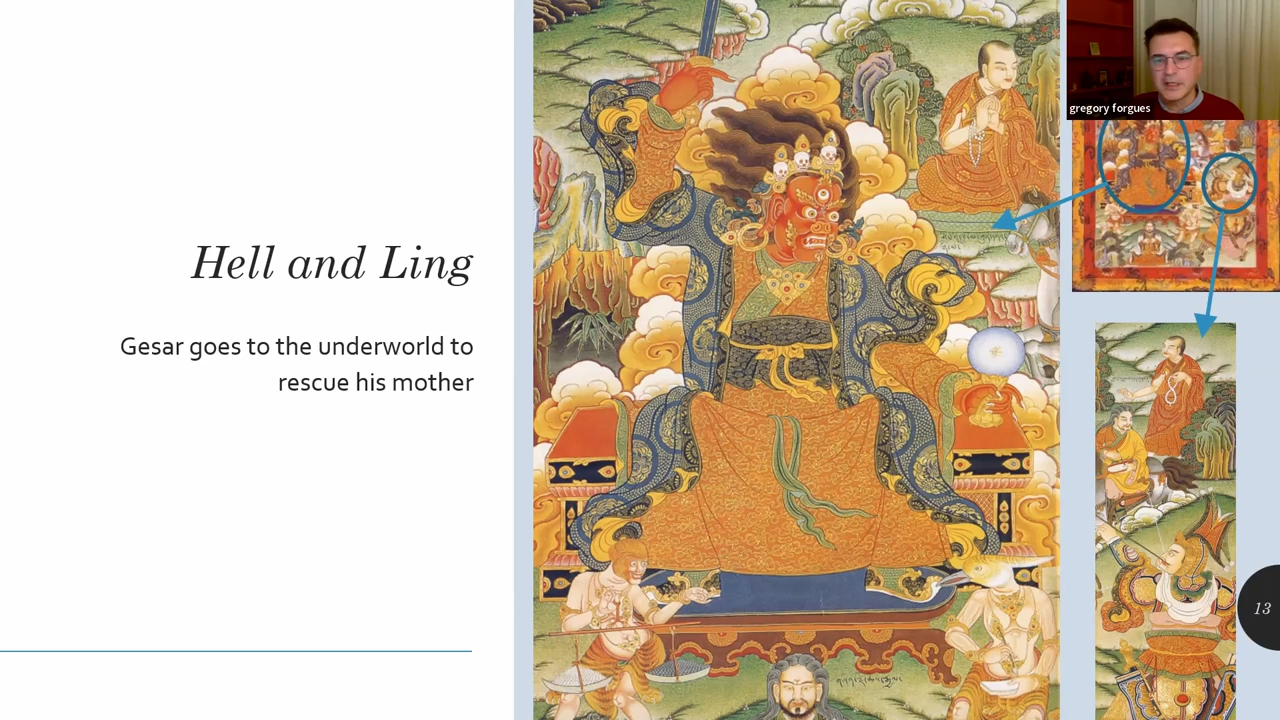 Hell and Ling
Gesar goes to the underworld to
rescue his mother
gregory forgues
13